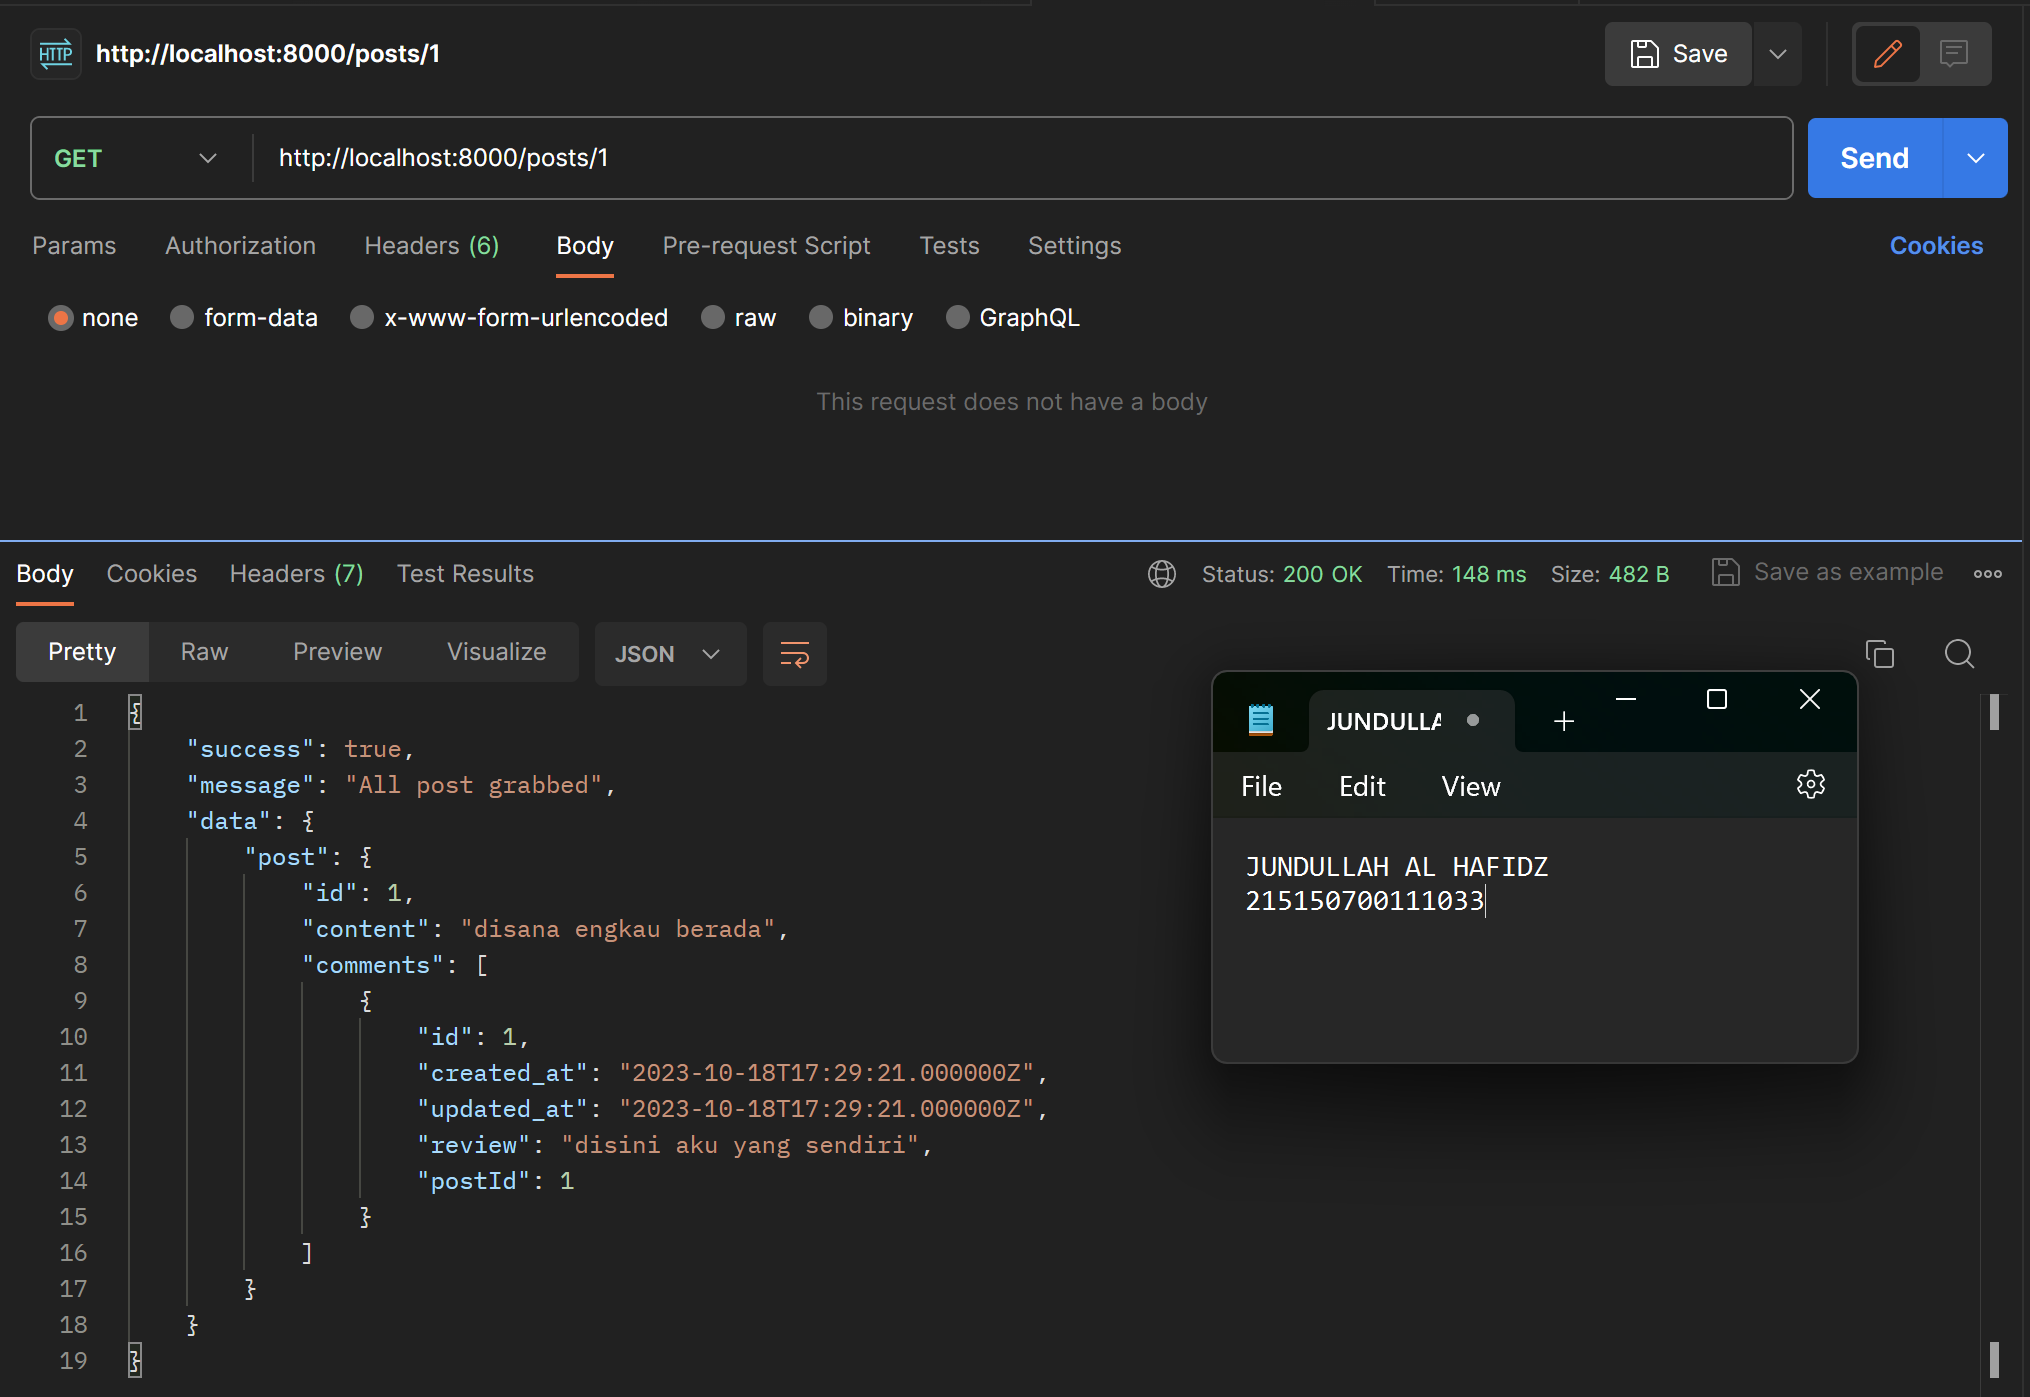 HTTP http://localhost:8000/posts/1 Save
GET http://localhost:8000/posts/1 Send
Params Authorization Headers (6) Body Pre-request Script Tests Settings Cookies
none form-data x-www-form-urlencoded raw binary GraphQL
This request does not have a body
Body Cookies Headers (7) Test Results Status: 200 OK Time: 148 ms Size: 482 B Save as example
Pretty Raw Preview Visualize JSON
1 {
2 "success": true,
3 "message": "All post grabbed",
4 "data": {
5 "post": {
6 "id": 1,
7 "content": "disana engkau berada",
8 "comments": [
9 {
10 "id": 1,
11 "created_at": "2023-10-18T17:29:21.000000Z",
12 "updated_at": "2023-10-18T17:29:21.000000Z",
13 "review": "disini aku yang sendiri",
14 "postId": 1
15 }
16 ]
17 }
18 }
19 }
JUNDULLA
File Edit View
JUNDULLAH AL HAFIDZ
215150700111033